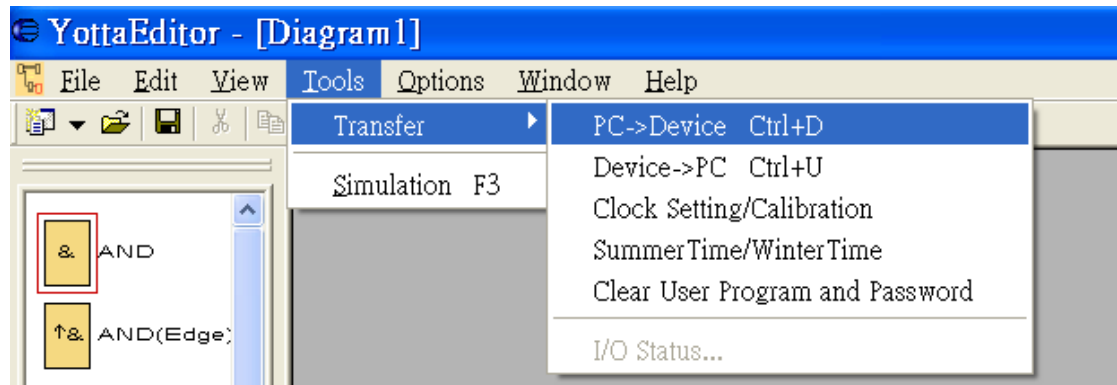 YottaEditor - [Diagram1]
File Edit View Tools Options Window Help
Transfer
Simulation F3
PC->Device Ctrl+D
Device->PC Ctrl+U
Clock Setting/Calibration
SummerTime/WinterTime
Clear User Program and Password
I/O Status...
& AND
↑& AND(Edge)